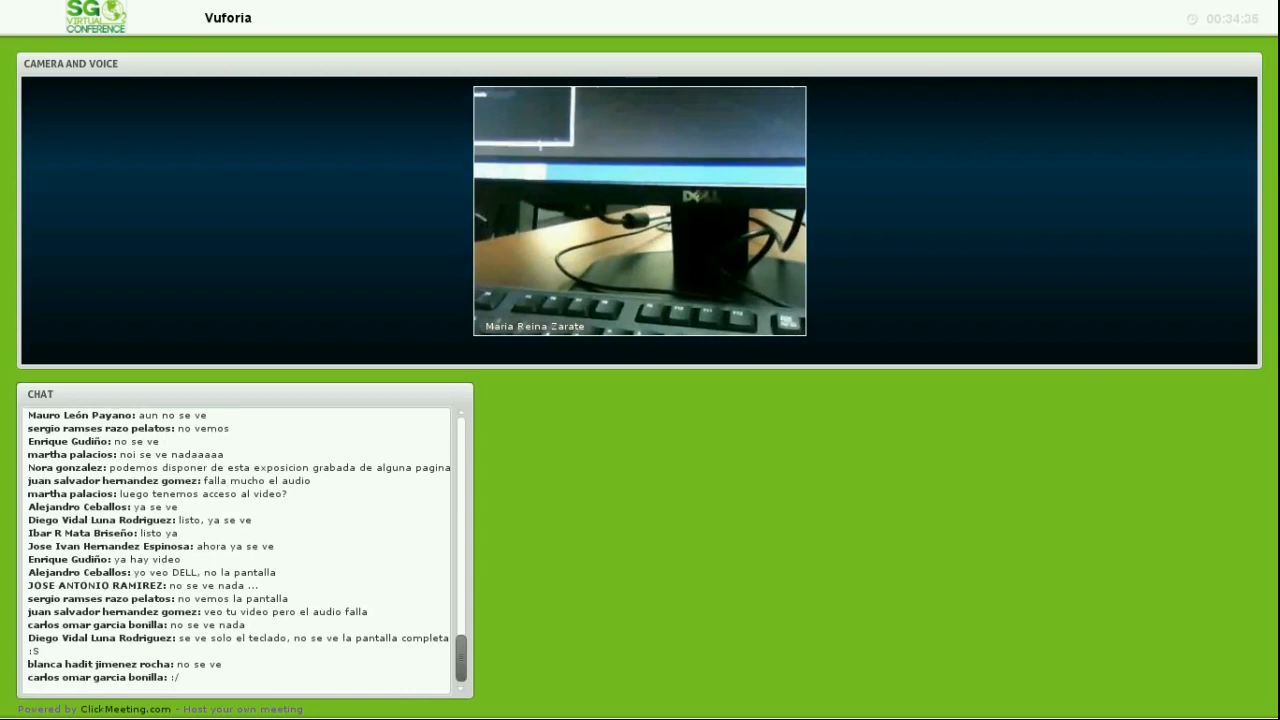 SG
VIRTUAL
CONFERENCE
Vuforia
00:34:35
CAMERA AND VOICE
DELL
Maria Reina Zarate
CHAT
Mauro León Payano: aun no se ve
sergio ramses razo pelatos: no vemos
Enrique Gudiño: no se ve
martha palacios: noi se ve nadaaaaa
Nora gonzalez: podemos disponer de esta exposicion grabada de alguna pagina
juan salvador hernandez gomez: falla mucho el audio
martha palacios: luego tenemos acceso al video?
Alejandro Ceballos: ya se ve
Diego Vidal Luna Rodriguez: listo, ya se ve
Ibar R Mata Briseño: listo ya
Jose Ivan Hernandez Espinosa: ahora ya se ve
Enrique Gudiño: ya hay video
Alejandro Ceballos: yo veo DELL, no la pantalla
JOSE ANTONIO RAMIREZ: no se ve nada ...
sergio ramses razo pelatos: no vemos la pantalla
juan salvador hernandez gomez: veo tu video pero el audio falla
carlos omar garcia bonilla: no se ve nada
Diego Vidal Luna Rodriguez: se ve solo el teclado, no se ve la pantalla completa
:S
blanca hadit jimenez rocha: no se ve
carlos omar garcia bonilla: :/
Powered by ClickMeeting.com - Host your own meeting